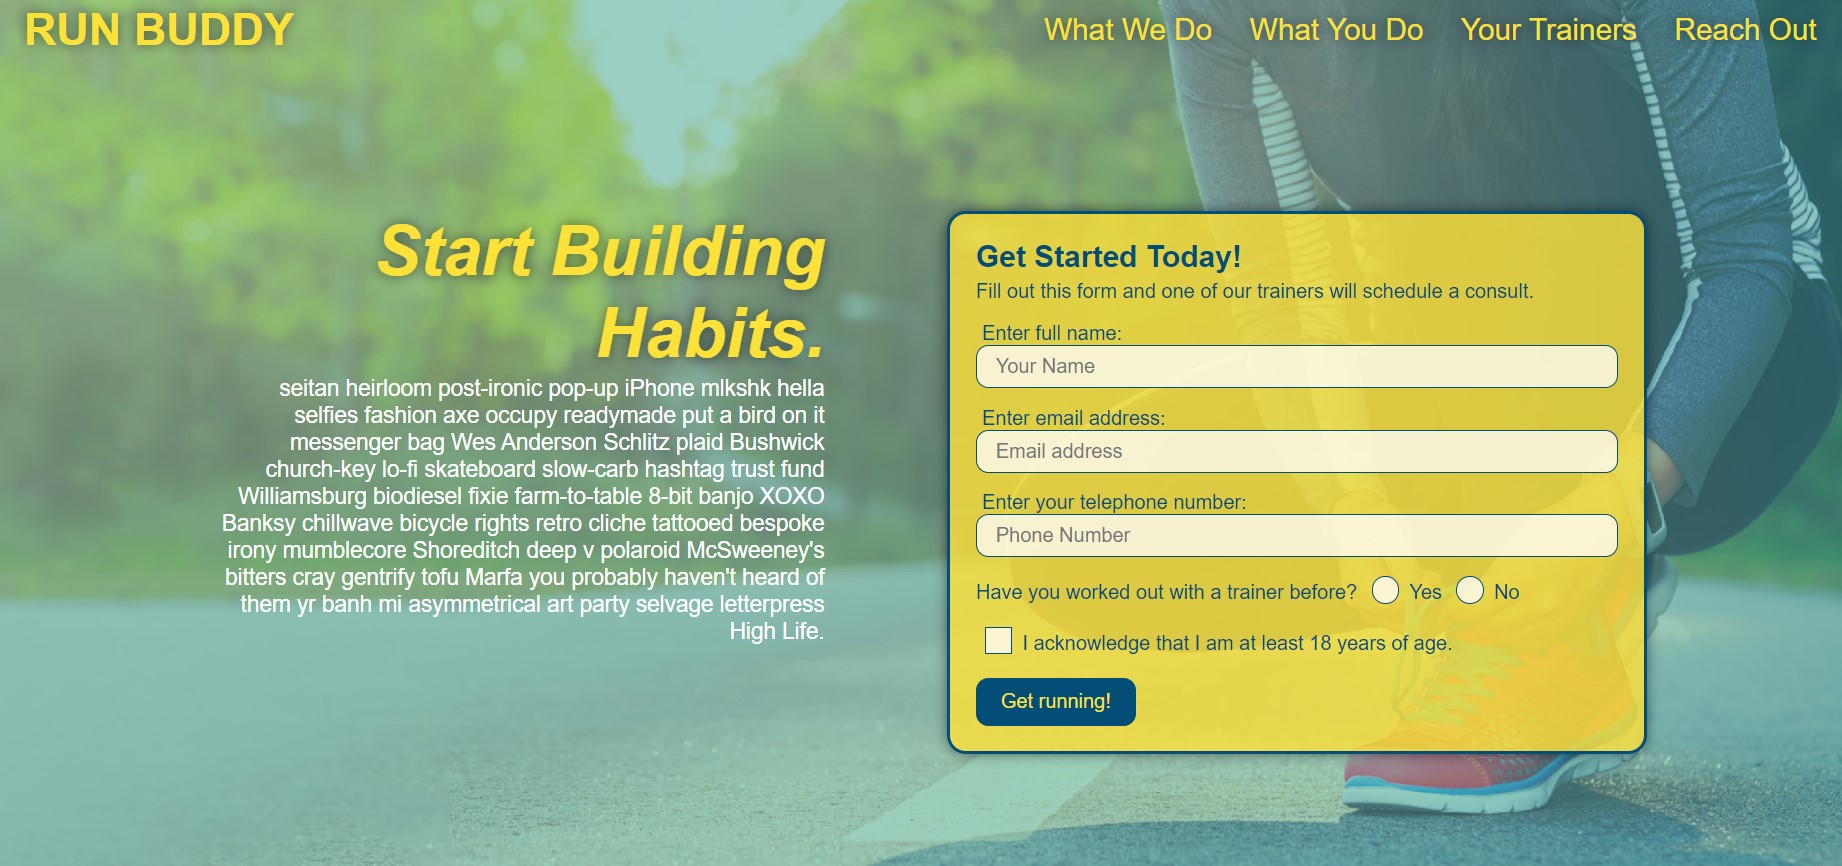 RUN BUDDY
What We Do What You Do Your Trainers Reach Out
Start Building
Habits.
seitan heirloom post-ironic pop-up iPhone mlkshk hella
selfies fashion axe occupy readymade put a bird on it
messenger bag Wes Anderson Schlitz plaid Bushwick
church-key lo-fi skateboard slow-carb hashtag trust fund
Williamsburg biodiesel fixie farm-to-table 8-bit banjo XOXO
Banksy chillwave bicycle rights retro cliche tattooed bespoke
irony mumblecore Shoreditch deep v polaroid McSweeney's
bitters cray gentrify tofu Marfa you probably haven't heard of
them yr banh mi asymmetrical art party selvage letterpress
High Life.
Get Started Today!
Fill out this form and one of our trainers will schedule a consult.
Enter full name:
Your Name
Enter email address:
Email address
Enter your telephone number:
Phone Number
Have you worked out with a trainer before? Yes No
I acknowledge that I am at least 18 years of age.
Get running!